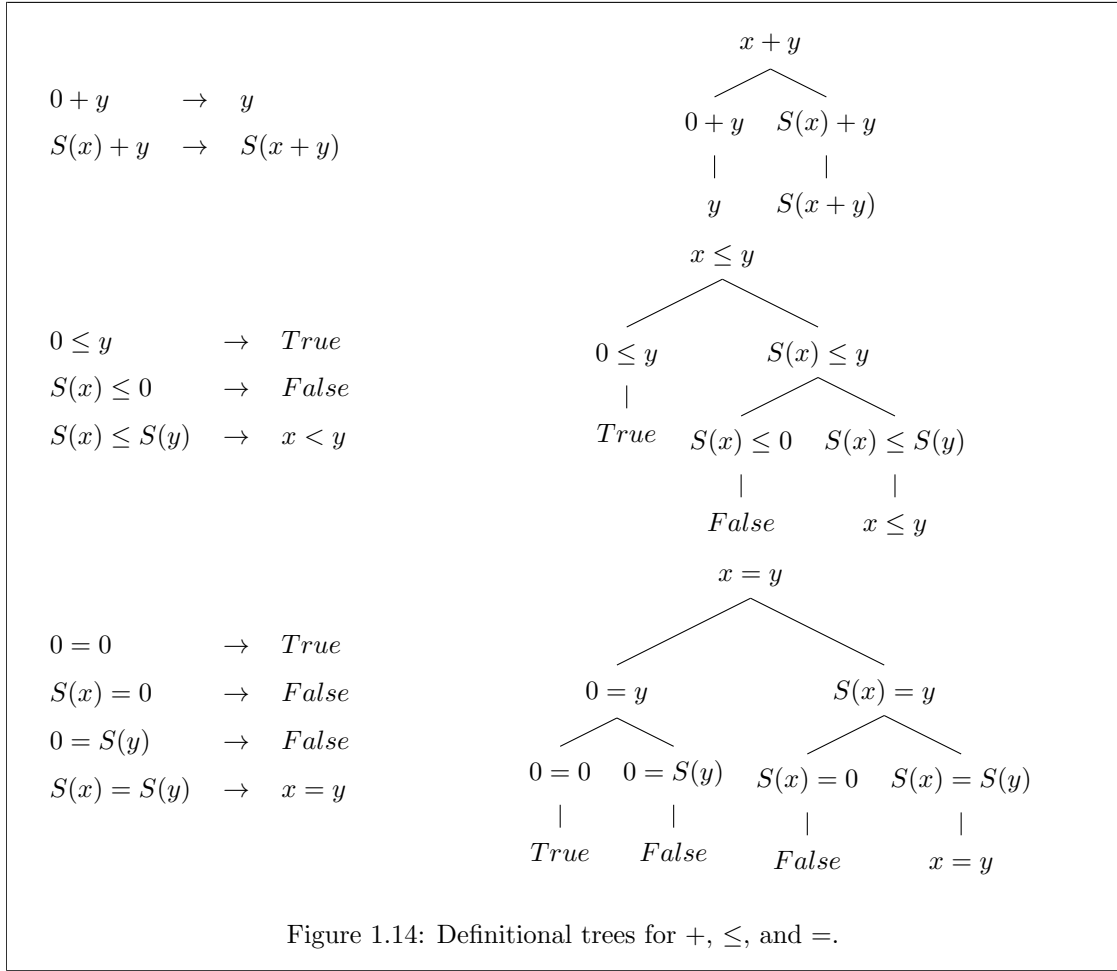 x + y
0 + y → y
0 + y S(x) + y
S(x) + y → S(x + y)
y S(x + y)
x ≤ y
0 ≤ y → True
0 ≤ y S(x) ≤ y
S(x) ≤ 0 → False
S(x) ≤ S(y) → x < y
True S(x) ≤ 0 S(x) ≤ S(y)
False x ≤ y
x = y
0 = 0 → True
S(x) = 0 → False
0 = S(y) → False
S(x) = S(y) → x = y
0 = y S(x) = y
0 = 0 0 = S(y) S(x) = 0 S(x) = S(y)
True False False x = y
Figure 1.14: Definitional trees for +, ≤, and =.